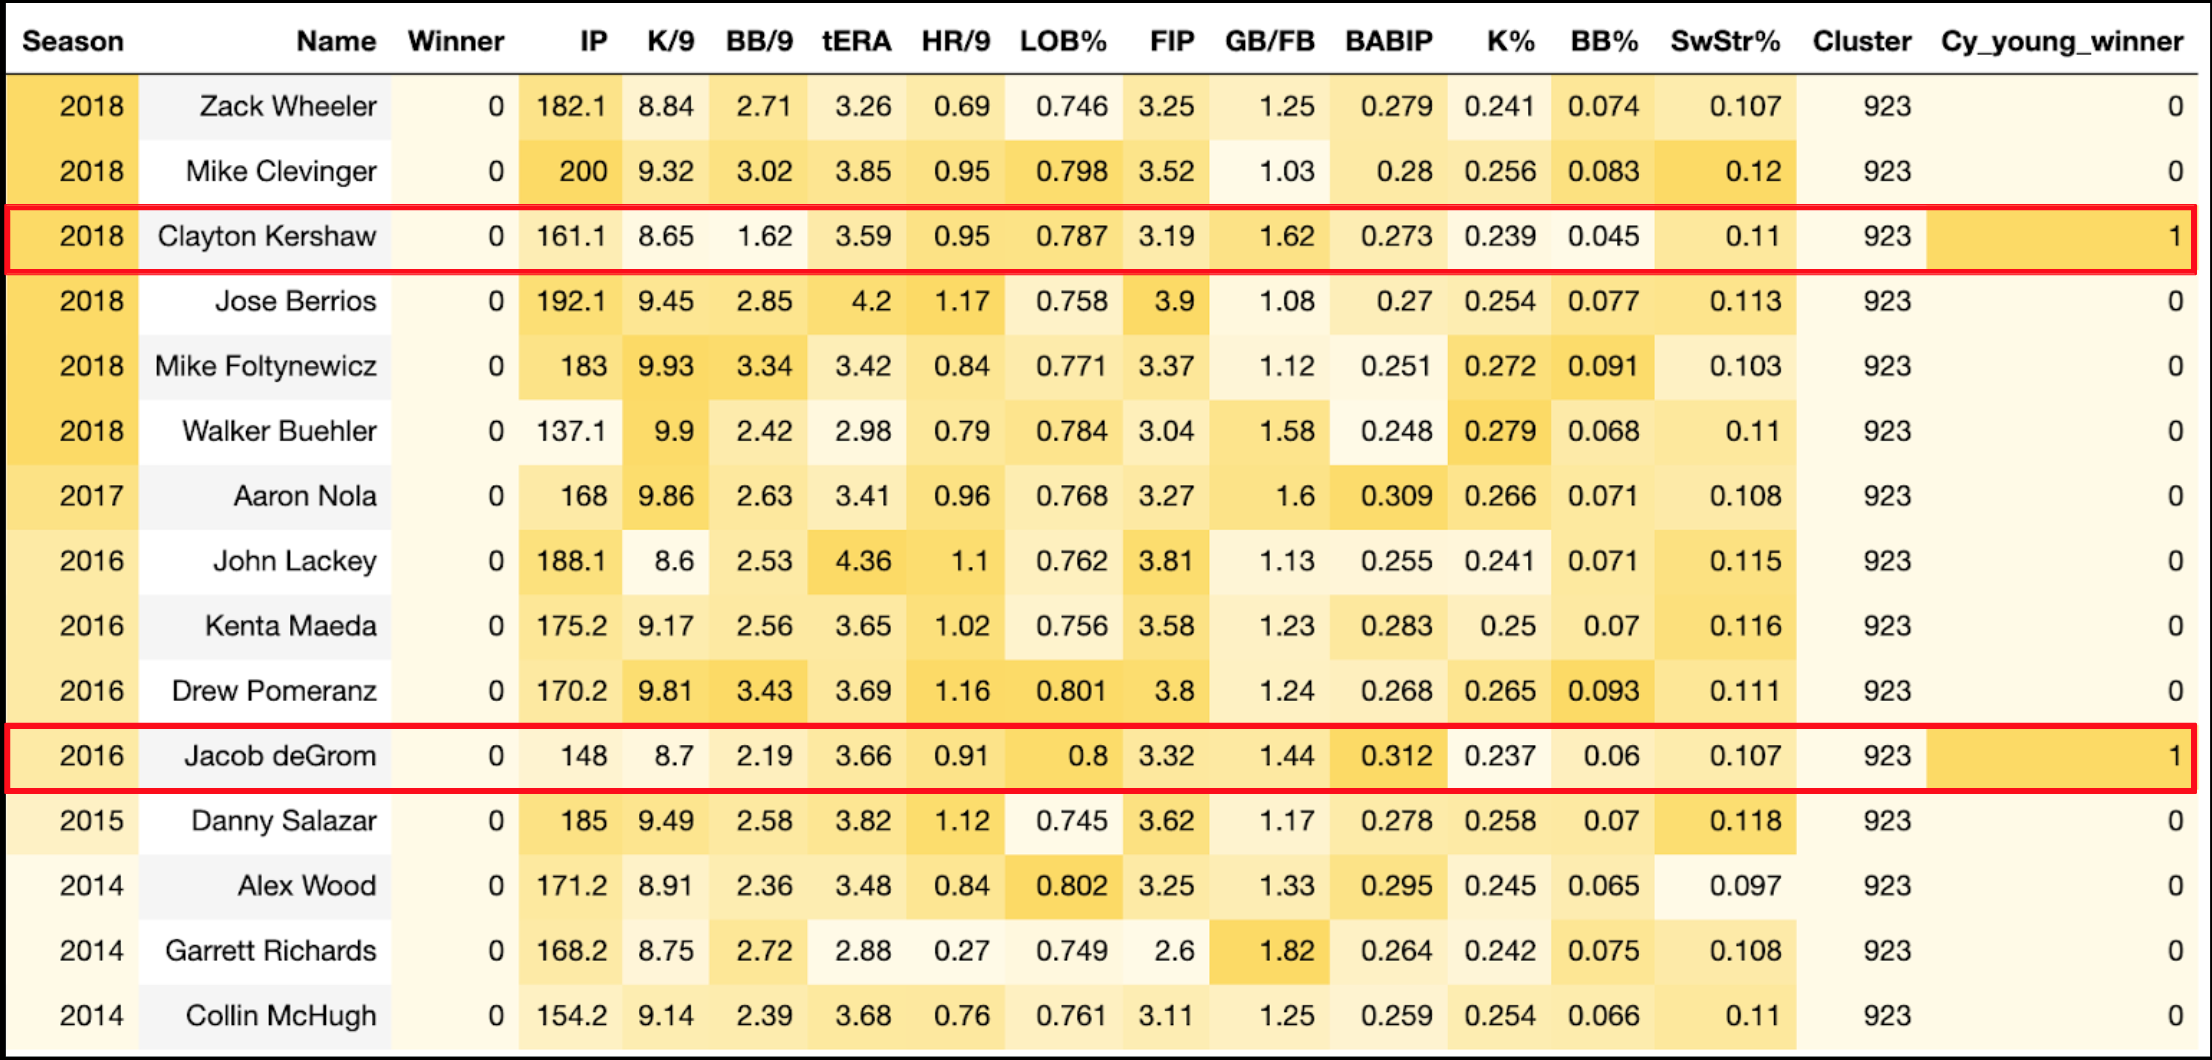 Season Name Winner IP K/9 BB/9 tERA HR/9 LOB% FIP GB/FB BABIP K% BB% SwStr% Cluster Cy_young_winner
2018 Zack Wheeler 0 182.1 8.84 2.71 3.26 0.69 0.746 3.25 1.25 0.279 0.241 0.074 0.107 923 0
2018 Mike Clevinger 0 200 9.32 3.02 3.85 0.95 0.798 3.52 1.03 0.28 0.256 0.083 0.12 923 0
2018 Clayton Kershaw 0 161.1 8.65 1.62 3.59 0.95 0.787 3.19 1.62 0.273 0.239 0.045 0.11 923 1
2018 Jose Berrios 0 192.1 9.45 2.85 4.2 1.17 0.758 3.9 1.08 0.27 0.254 0.077 0.113 923 0
2018 Mike Foltynewicz 0 183 9.93 3.34 3.42 0.84 0.771 3.37 1.12 0.251 0.272 0.091 0.103 923 0
2018 Walker Buehler 0 137.1 9.9 2.42 2.98 0.79 0.784 3.04 1.58 0.248 0.279 0.068 0.11 923 0
2017 Aaron Nola 0 168 9.86 2.63 3.41 0.96 0.768 3.27 1.6 0.309 0.266 0.071 0.108 923 0
2016 John Lackey 0 188.1 8.6 2.53 4.36 1.1 0.762 3.81 1.13 0.255 0.241 0.071 0.115 923 0
2016 Kenta Maeda 0 175.2 9.17 2.56 3.65 1.02 0.756 3.58 1.23 0.283 0.25 0.07 0.116 923 0
2016 Drew Pomeranz 0 170.2 9.81 3.43 3.69 1.16 0.801 3.8 1.24 0.268 0.265 0.093 0.111 923 0
2016 Jacob deGrom 0 148 8.7 2.19 3.66 0.91 0.8 3.32 1.44 0.312 0.237 0.06 0.107 923 1
2015 Danny Salazar 0 185 9.49 2.58 3.82 1.12 0.745 3.62 1.17 0.278 0.258 0.07 0.118 923 0
2014 Alex Wood 0 171.2 8.91 2.36 3.48 0.84 0.802 3.25 1.33 0.295 0.245 0.065 0.097 923 0
2014 Garrett Richards 0 168.2 8.75 2.72 2.88 0.27 0.749 2.6 1.82 0.264 0.242 0.075 0.108 923 0
2014 Collin McHugh 0 154.2 9.14 2.39 3.68 0.76 0.761 3.11 1.25 0.259 0.254 0.066 0.11 923 0